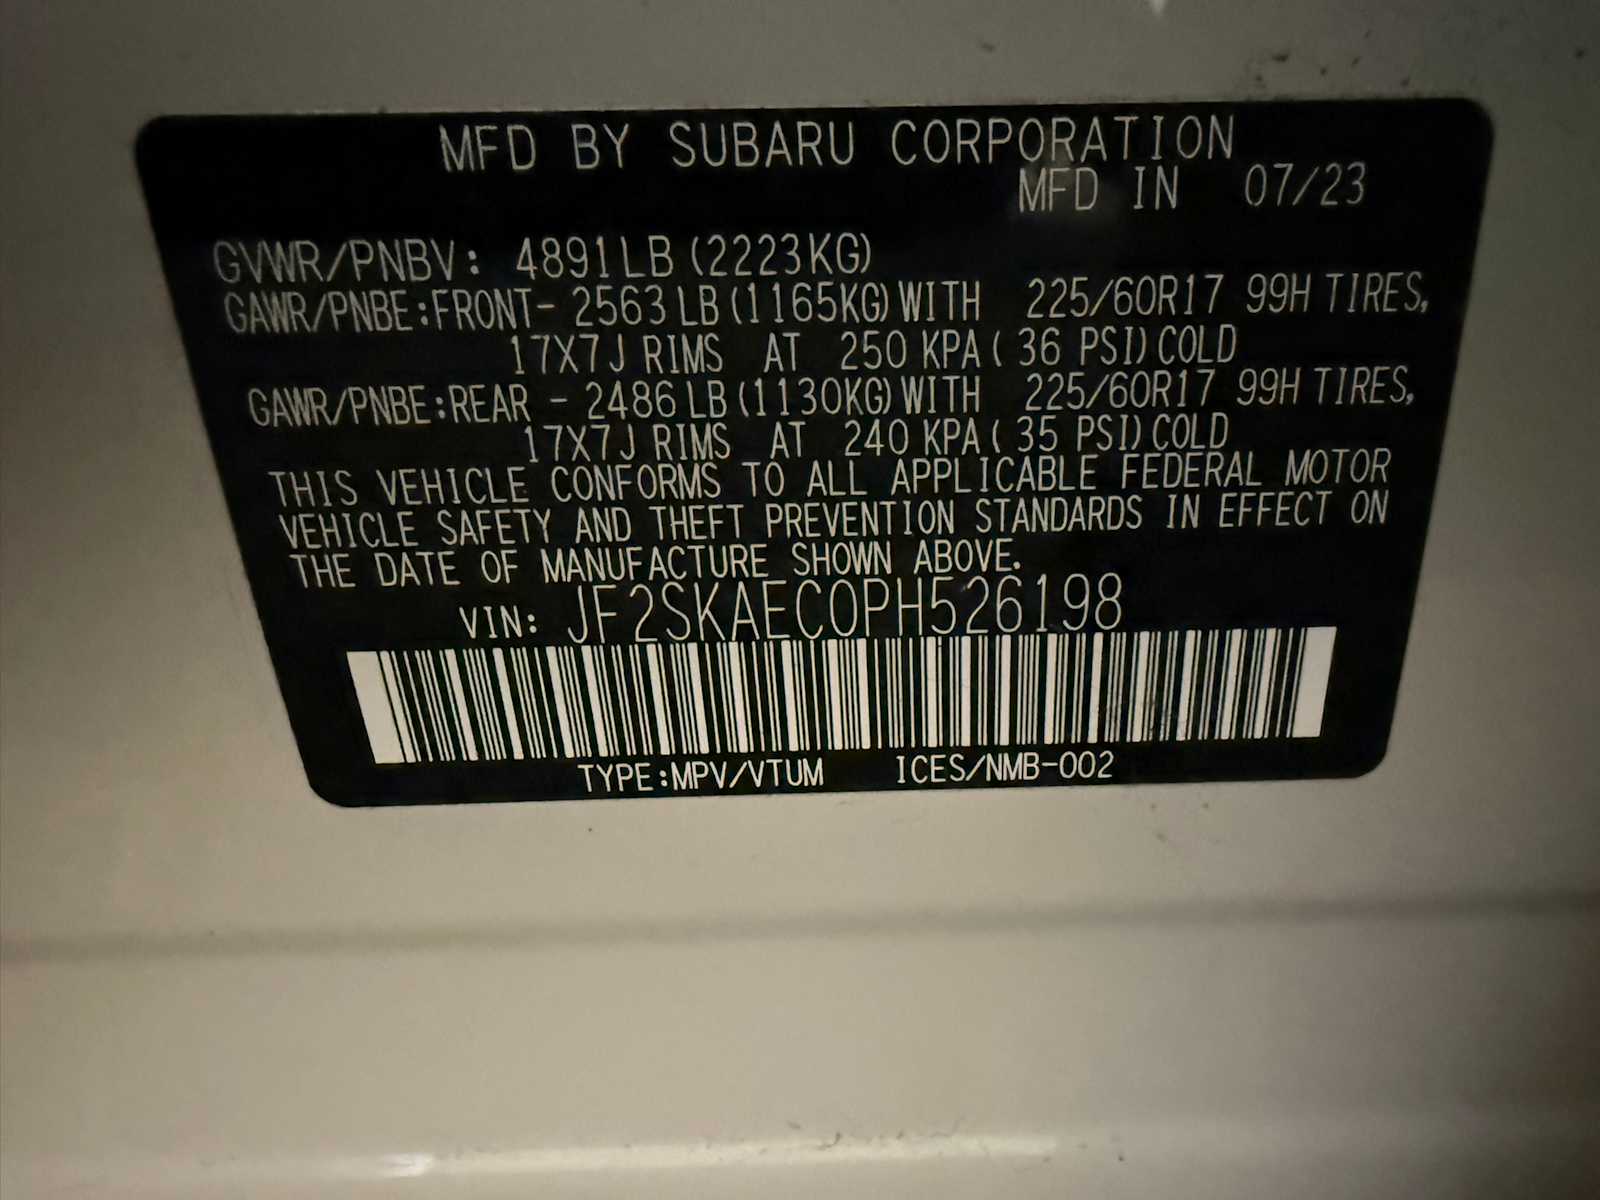 MFD BY SUBARU CORPORATION
MFD IN 07/23
GVWR/PNBV: 4891LB (2223KG)
GAWR/PNBE:FRONT- 2563 LB (1165KG) WITH 225/60R17 99H TIRES,
17X7J RIMS AT 250 KPA ( 36 PSI) COLD
GAWR/PNBE:REAR - 2486 LB (1130KG) WITH 225/60R17 99H TIRES,
17X7J RIMS AT 240 KPA ( 35 PSI) COLD
THIS VEHICLE CONFORMS TO ALL APPLICABLE FEDERAL MOTOR
VEHICLE SAFETY AND THEFT PREVENTION STANDARDS IN EFFECT ON
THE DATE OF MANUFACTURE SHOWN ABOVE.
VIN: JF2SKAEC0PH526198
TYPE:MPV/VTUM ICES/NMB-002